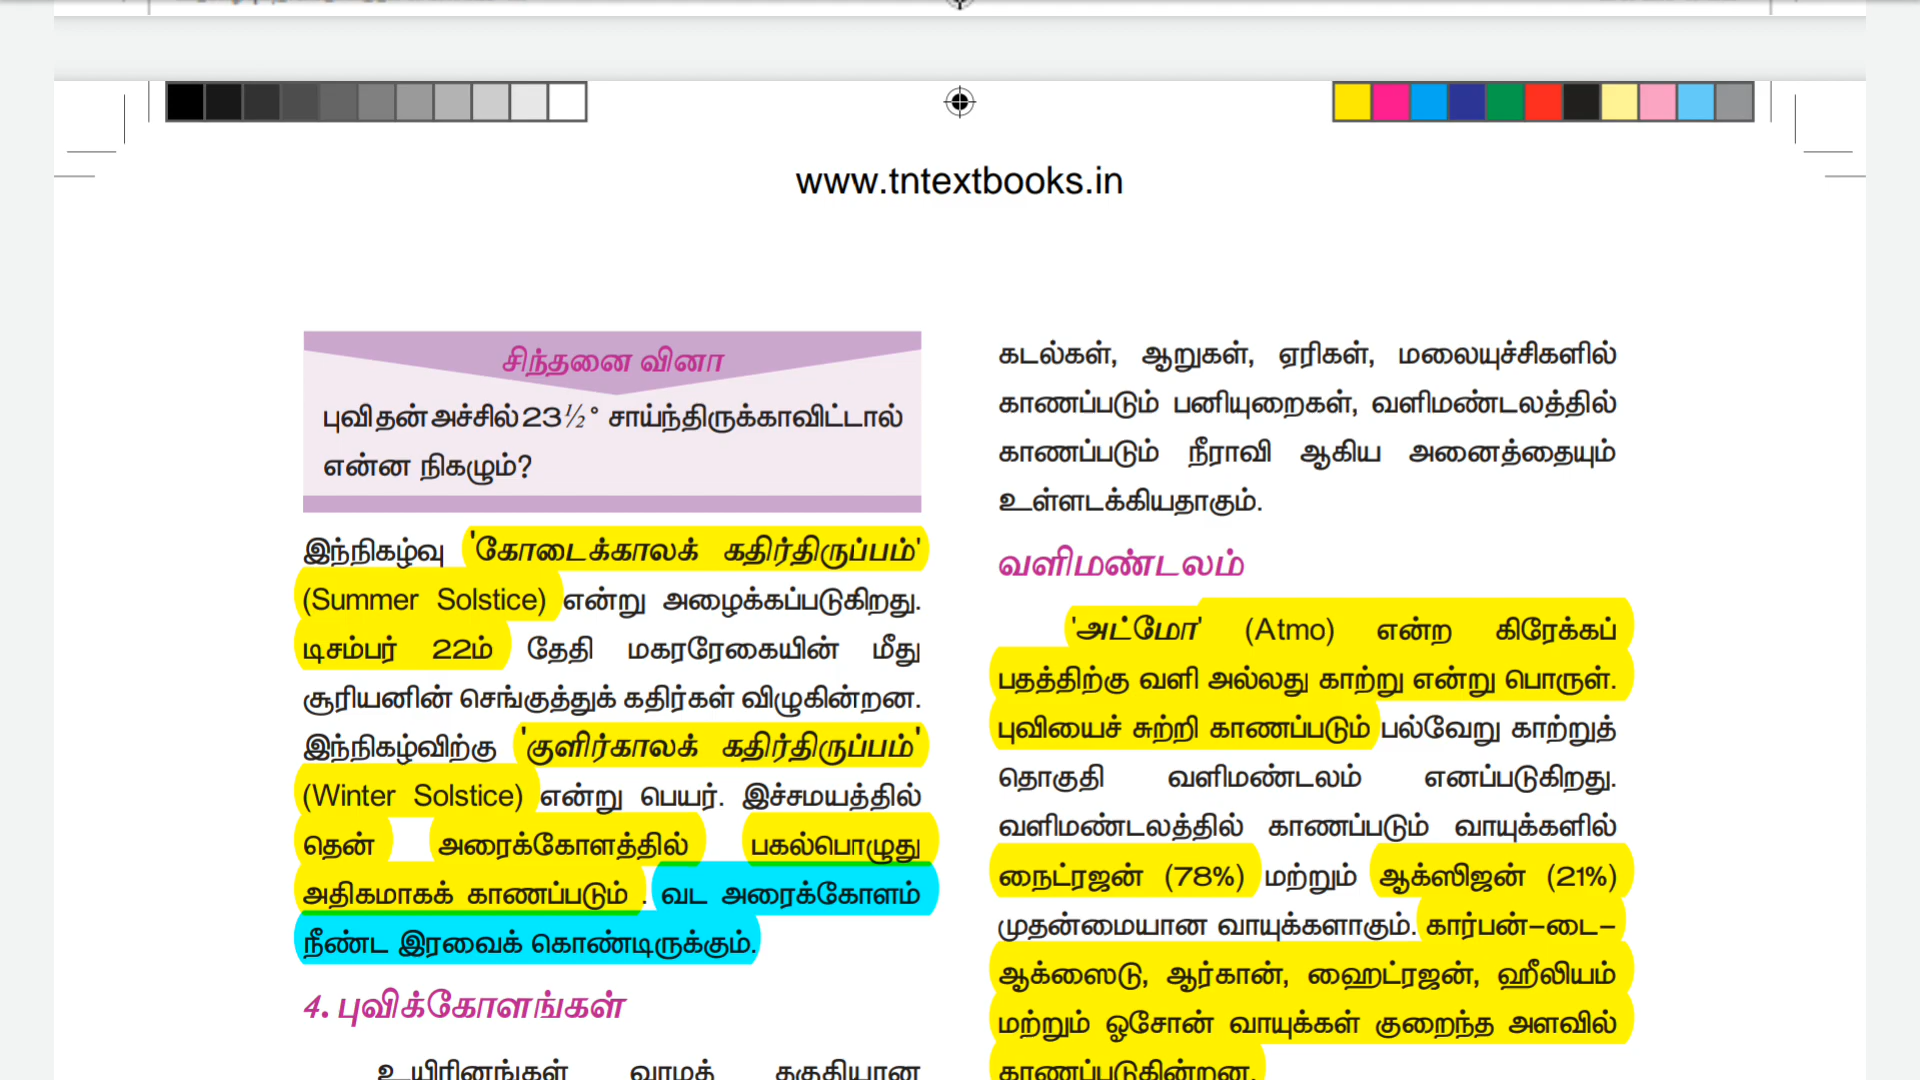 www.tntextbooks.in
சிந்தனை வினா
புவி தன் அச்சில் 23½° சாய்ந்திருக்காவிட்டால்
என்ன நிகழும்?
இந்நிகழ்வு 'கோடைக்காலக் கதிர்திருப்பம்'
(Summer Solstice) என்று அழைக்கப்படுகிறது.
டிசம்பர் 22ம் தேதி மகரரேகையின் மீது
சூரியனின் செங்குத்துக் கதிர்கள் விழுகின்றன.
இந்நிகழ்விற்கு 'குளிர்காலக் கதிர்திருப்பம்'
(Winter Solstice) என்று பெயர். இச்சமயத்தில்
தென் அரைக்கோளத்தில் பகல்பொழுது
அதிகமாகக் காணப்படும் . வட அரைக்கோளம்
நீண்ட இரவைக் கொண்டிருக்கும்.
4. புவிக்கோளங்கள்
உயிரினங்கள் வாழத் தகுதியான
கடல்கள், ஆறுகள், ஏரிகள், மலையுச்சிகளில்
காணப்படும் பனியுறைகள், வளிமண்டலத்தில்
காணப்படும் நீராவி ஆகிய அனைத்தையும்
உள்ளடக்கியதாகும்.
வளிமண்டலம்
'அட்மோ' (Atmo) என்ற கிரேக்கப்
பதத்திற்கு வளி அல்லது காற்று என்று பொருள்.
புவியைச் சுற்றி காணப்படும் பல்வேறு காற்றுத்
தொகுதி வளிமண்டலம் எனப்படுகிறது.
வளிமண்டலத்தில் காணப்படும் வாயுக்களில்
நைட்ரஜன் (78%) மற்றும் ஆக்ஸிஜன் (21%)
முதன்மையான வாயுக்களாகும். கார்பன்–டை–
ஆக்ஸைடு, ஆர்கான், ஹைட்ரஜன், ஹீலியம்
மற்றும் ஓசோன் வாயுக்கள் குறைந்த அளவில்
காணப்படுகின்றன.